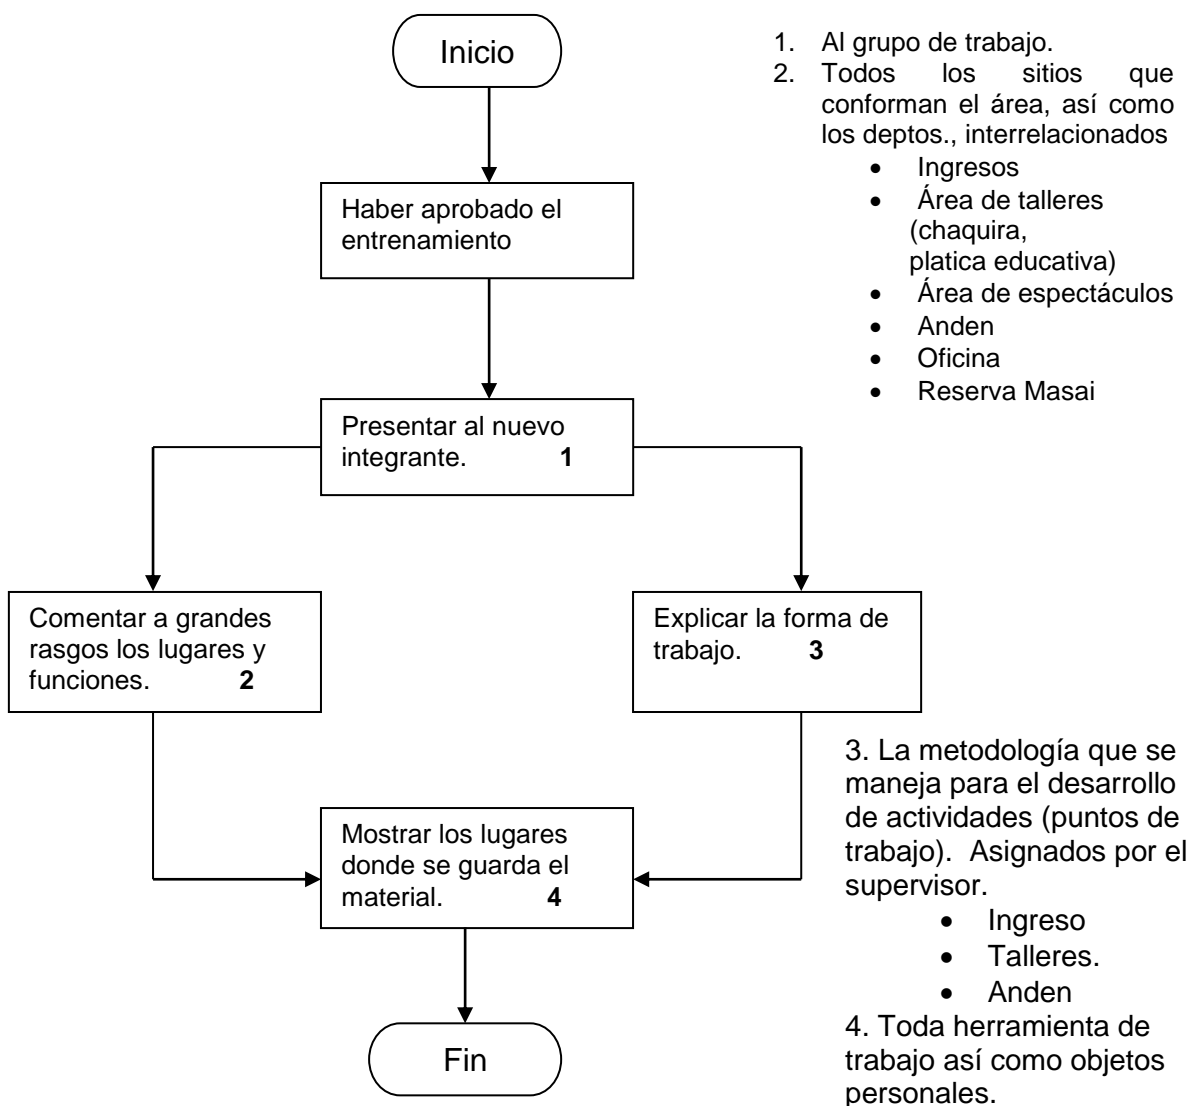 Inicio
Haber aprobado el
entrenamiento
Presentar al nuevo
integrante. 1
Comentar a grandes
rasgos los lugares y
funciones. 2
Explicar la forma de
trabajo. 3
Mostrar los lugares
donde se guarda el
material. 4
Fin
1. Al grupo de trabajo.
2. Todos los sitios que
conforman el área, así como
los deptos., interrelacionados
• Ingresos
• Área de talleres
(chaquira,
platica educativa)
• Área de espectáculos
• Anden
• Oficina
• Reserva Masai
3. La metodología que se
maneja para el desarrollo
de actividades (puntos de
trabajo). Asignados por el
supervisor.
• Ingreso
• Talleres.
• Anden
4. Toda herramienta de
trabajo así como objetos
personales.